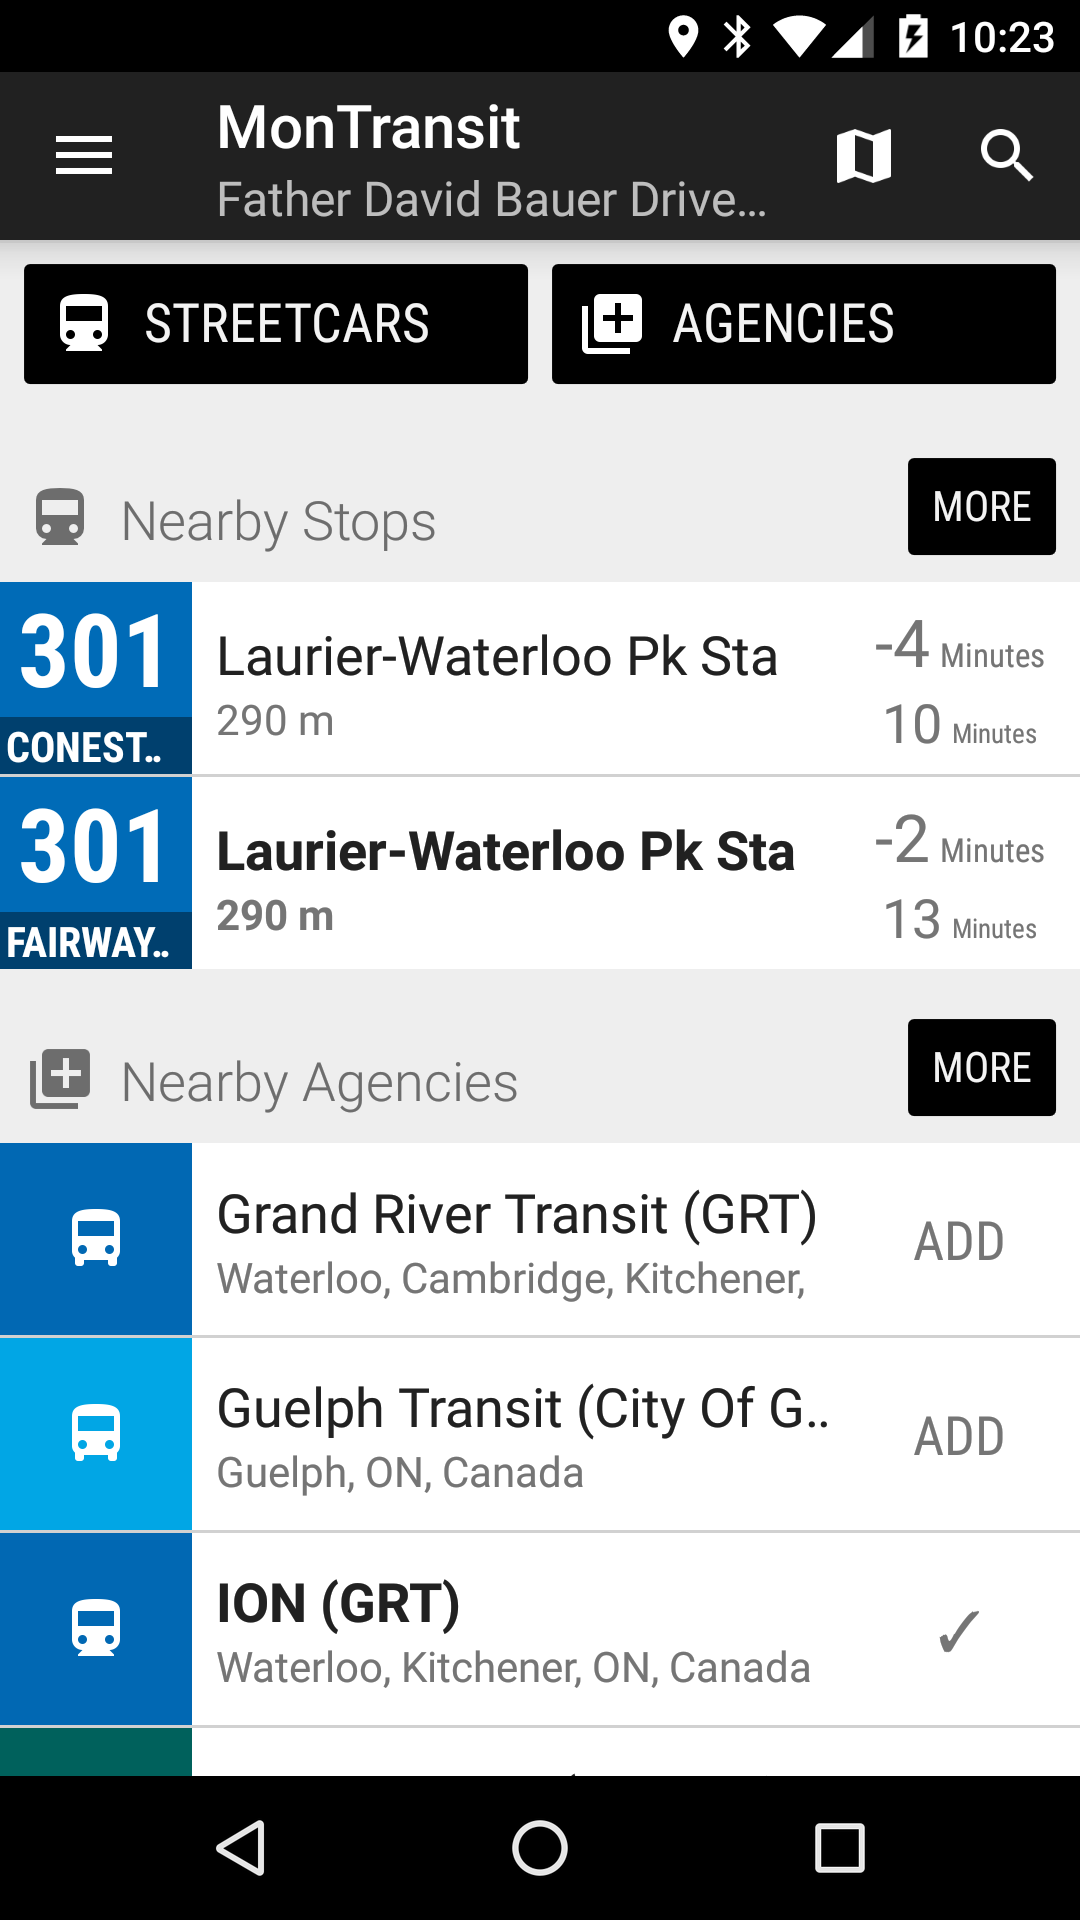 10:23
MonTransit
Father David Bauer Drive...
STREETCARS
AGENCIES
Nearby Stops
MORE
301
CONEST..
Laurier-Waterloo Pk Sta
290 m
-4 Minutes
10 Minutes
301
FAIRWAY..
Laurier-Waterloo Pk Sta
290 m
-2 Minutes
13 Minutes
Nearby Agencies
MORE
Grand River Transit (GRT)
Waterloo, Cambridge, Kitchener,
ADD
Guelph Transit (City Of G..
Guelph, ON, Canada
ADD
ION (GRT)
Waterloo, Kitchener, ON, Canada
✓